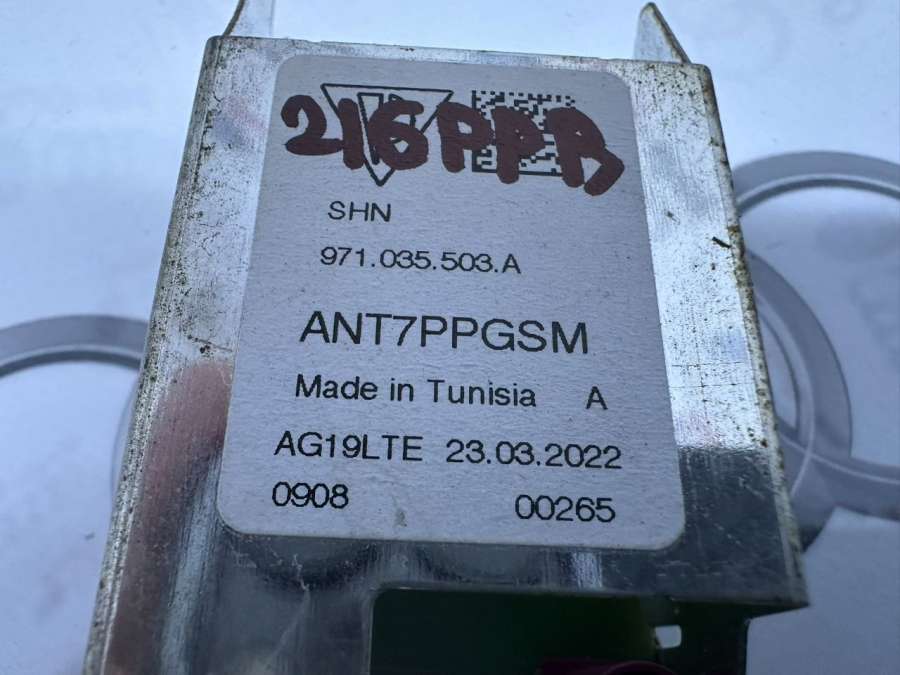 216PPB
SHN
971.035.503.A
ANT7PPGSM
Made in Tunisia A
AG19LTE 23.03.2022
0908 00265